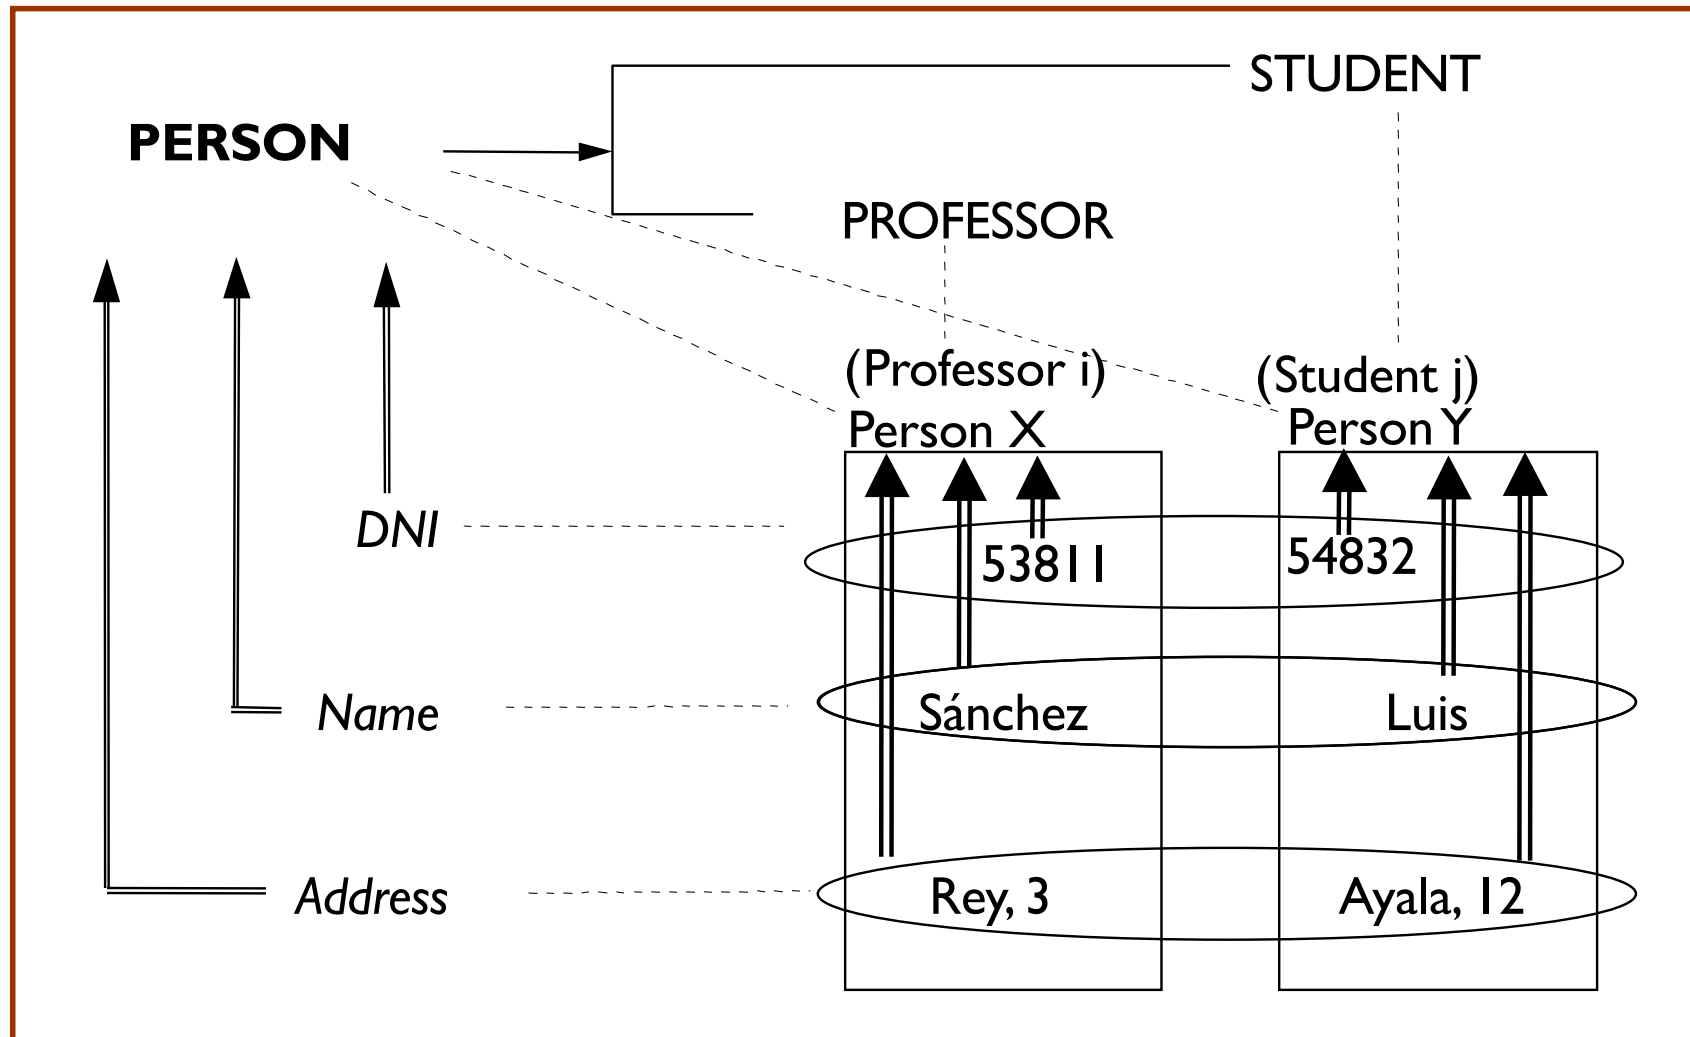 STUDENT
PERSON
PROFESSOR
(Professor i)
Person X
(Student j)
Person Y
DNI
53811
54832
Name
Sánchez
Luis
Address
Rey, 3
Ayala, 12